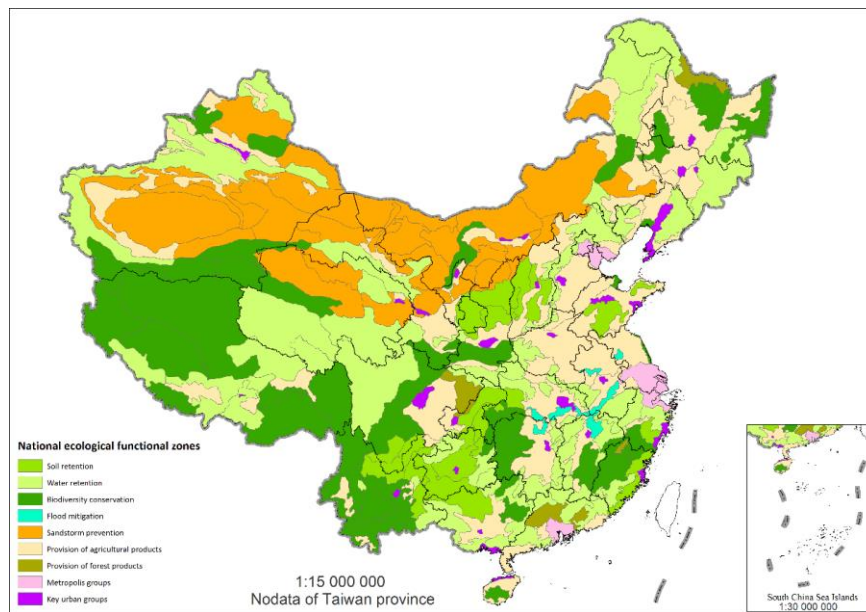 National ecological functional zones
Soil retention
Water retention
Biodiversity conservation
Flood mitigation
Sandstorm prevention
Provision of agricultural products
Provision of forest products
Metropolis groups
Key urban groups
1:15 000 000
Nodata of Taiwan province
South China Sea Islands
1:30 000 000